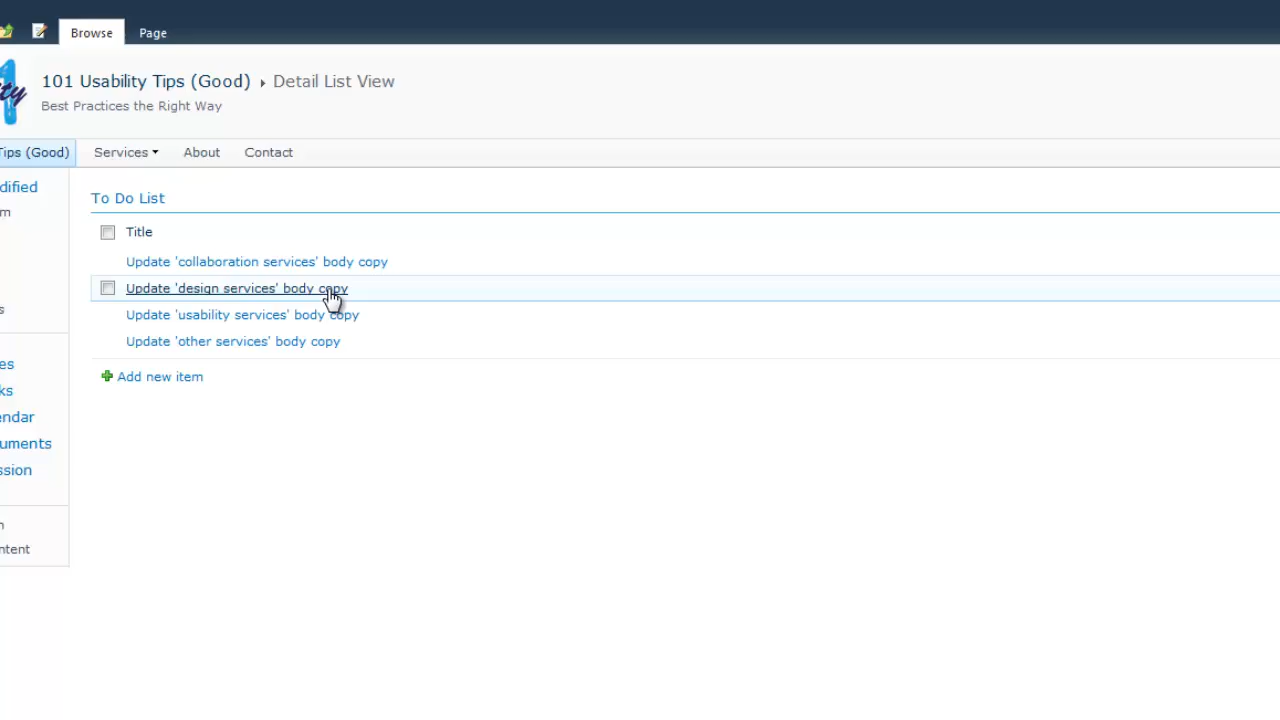 Browse
Page
101 Usability Tips (Good) ▸ Detail List View
Best Practices the Right Way
Tips (Good)
Services
About
Contact
dified
m
To Do List
Title
Update 'collaboration services' body copy
Update 'design services' body copy
Update 'usability services' body copy
Update 'other services' body copy
Add new item
s
es
ks
endar
uments
ssion
n
ntent